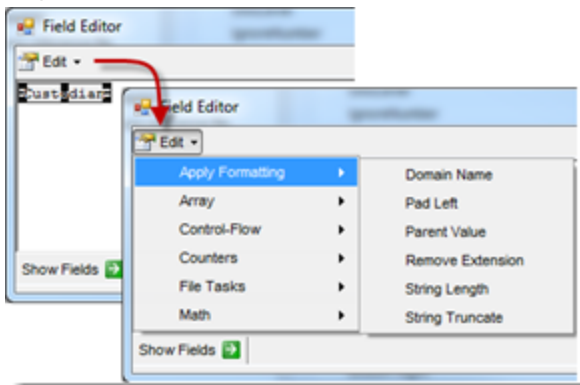 Field Editor
Edit
Field Editor
Edit
Apply Formatting
Domain Name
Array
Pad Left
Control-Flow
Parent Value
Counters
Remove Extension
File Tasks
String Length
Math
String Truncate
Show Fields
Show Fields